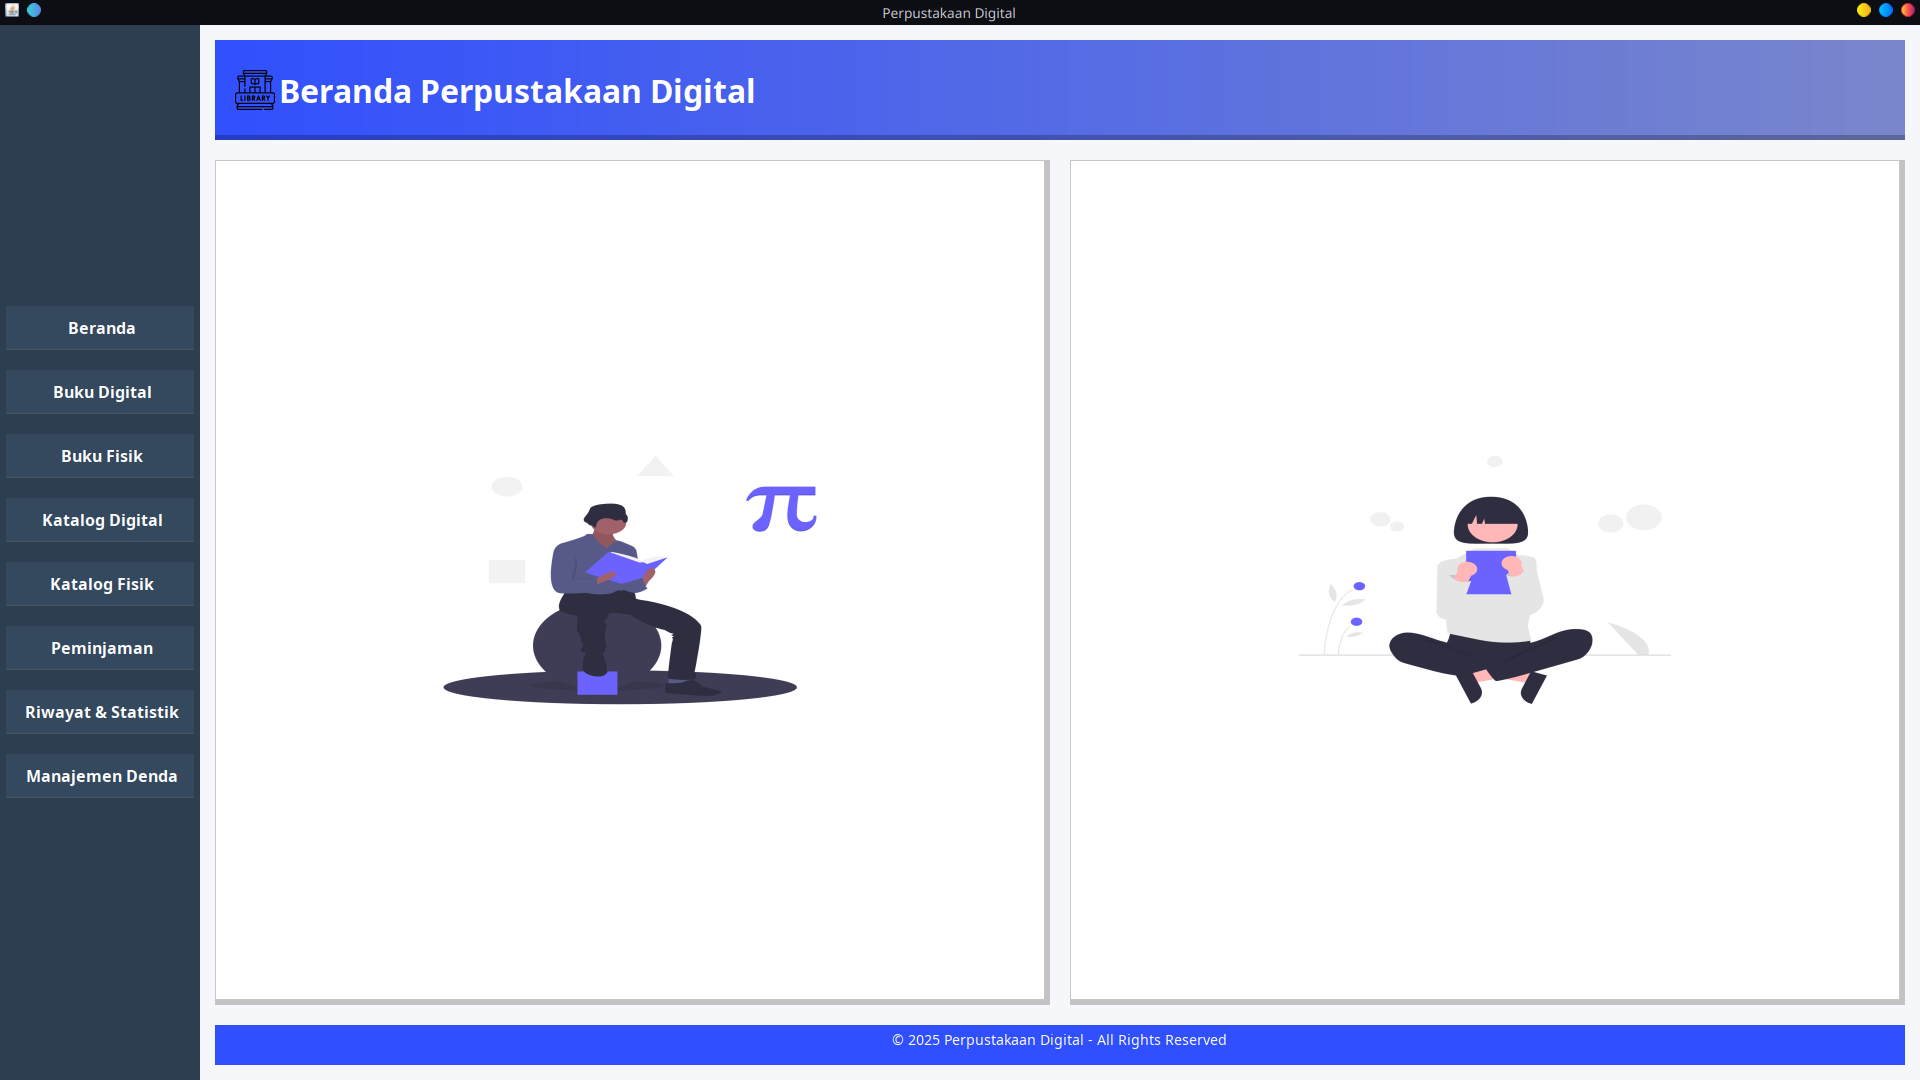 Perpustakaan Digital
LIBRARY
Beranda Perpustakaan Digital
Beranda
Buku Digital
Buku Fisik
Katalog Digital
Katalog Fisik
Peminjaman
Riwayat & Statistik
Manajemen Denda
π
© 2025 Perpustakaan Digital - All Rights Reserved